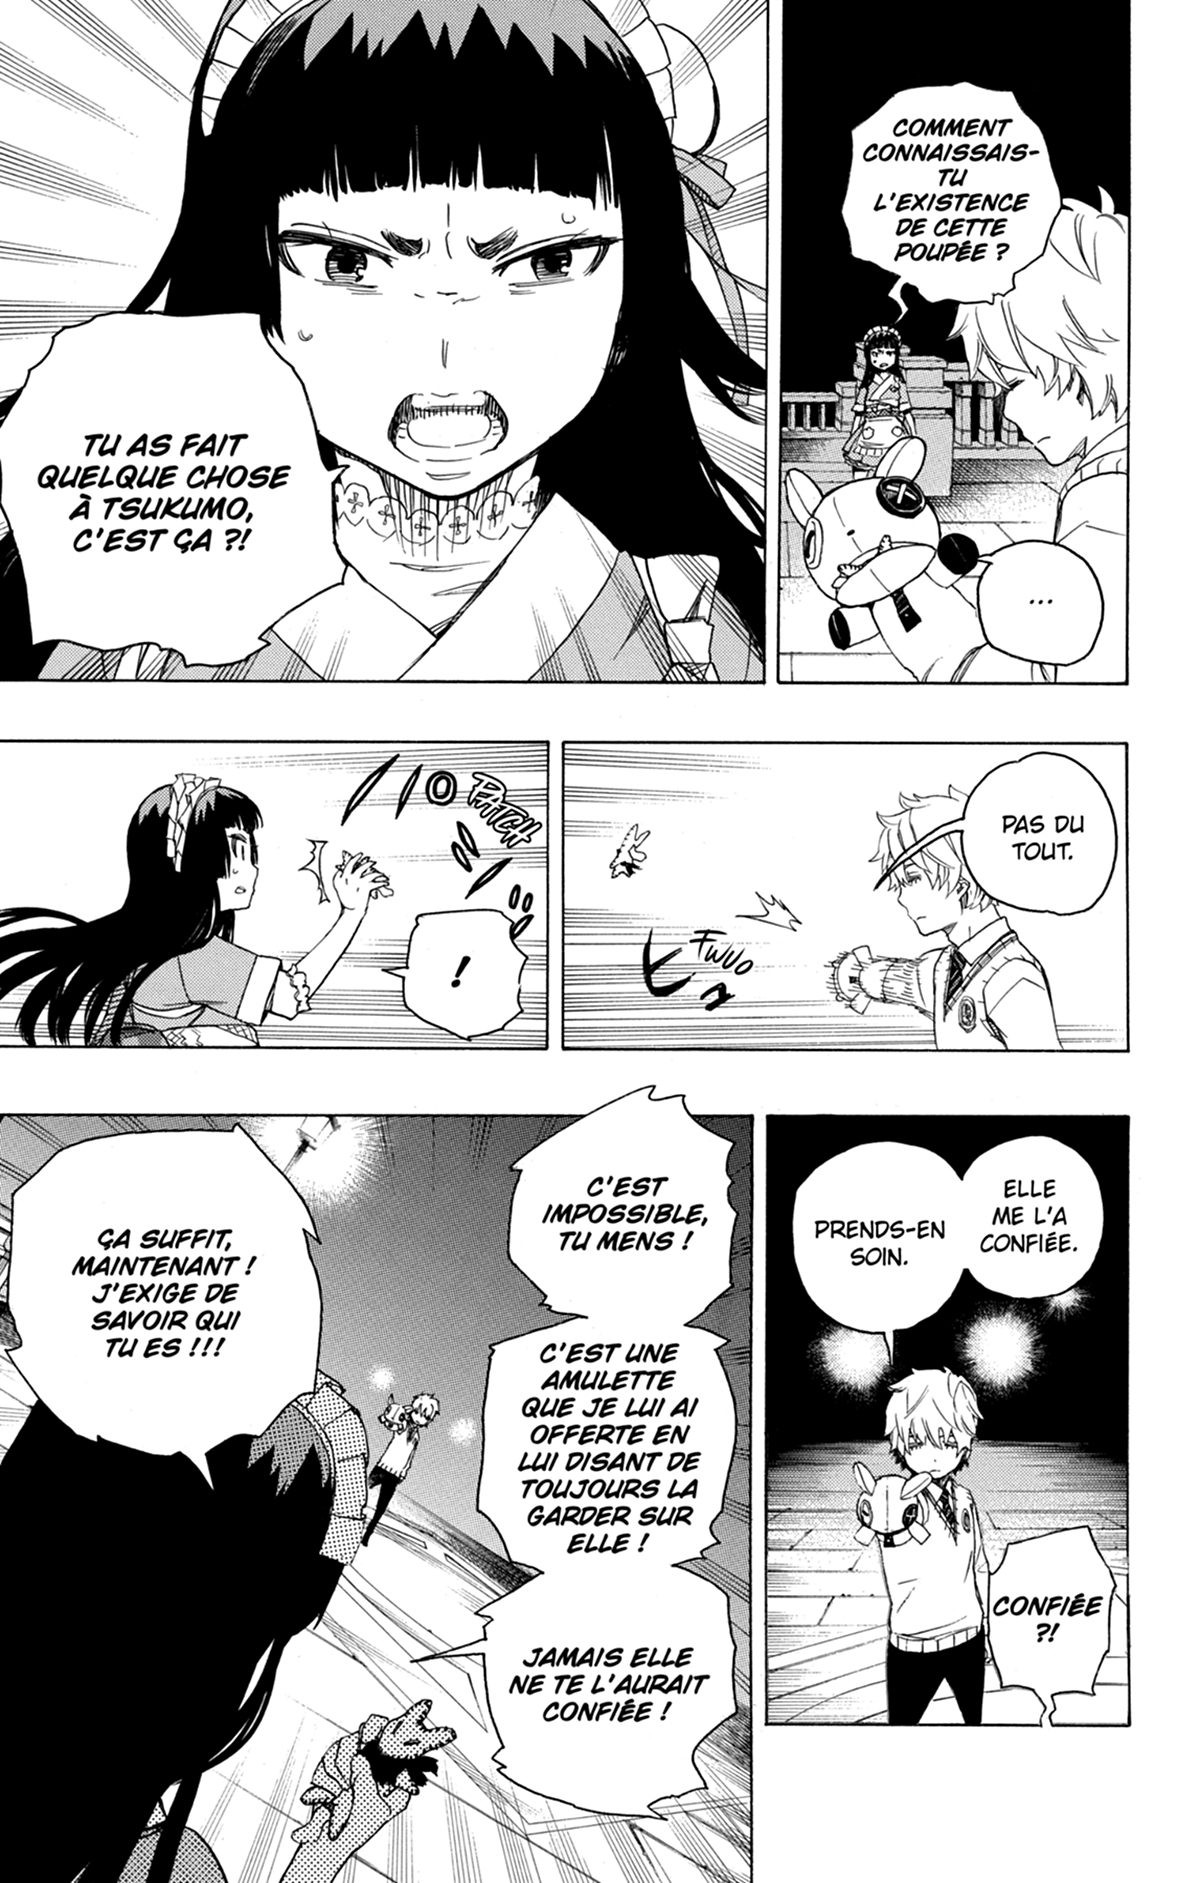 COMMENT
CONNAISSAIS-
TU
L'EXISTENCE
DE CETTE
POUPÉE ?
...
TU AS FAIT
QUELQUE CHOSE
À TSUKUMO,
C'EST ÇA ?!
PAS DU
TOUT.
FWUO
ヒュ
PATCH
!
ELLE
ME L'A
CONFIÉE.
PRENDS-EN
SOIN.
CONFIÉE
?!
C'EST
IMPOSSIBLE,
TU MENS !
C'EST UNE
AMULETTE
QUE JE LUI AI
OFFERTE EN
LUI DISANT DE
TOUJOURS LA
GARDER SUR
ELLE !
JAMAIS ELLE
NE TE L'AURAIT
CONFIÉE !
ÇA SUFFIT,
MAINTENANT !
J'EXIGE DE
SAVOIR QUI
TU ES !!!